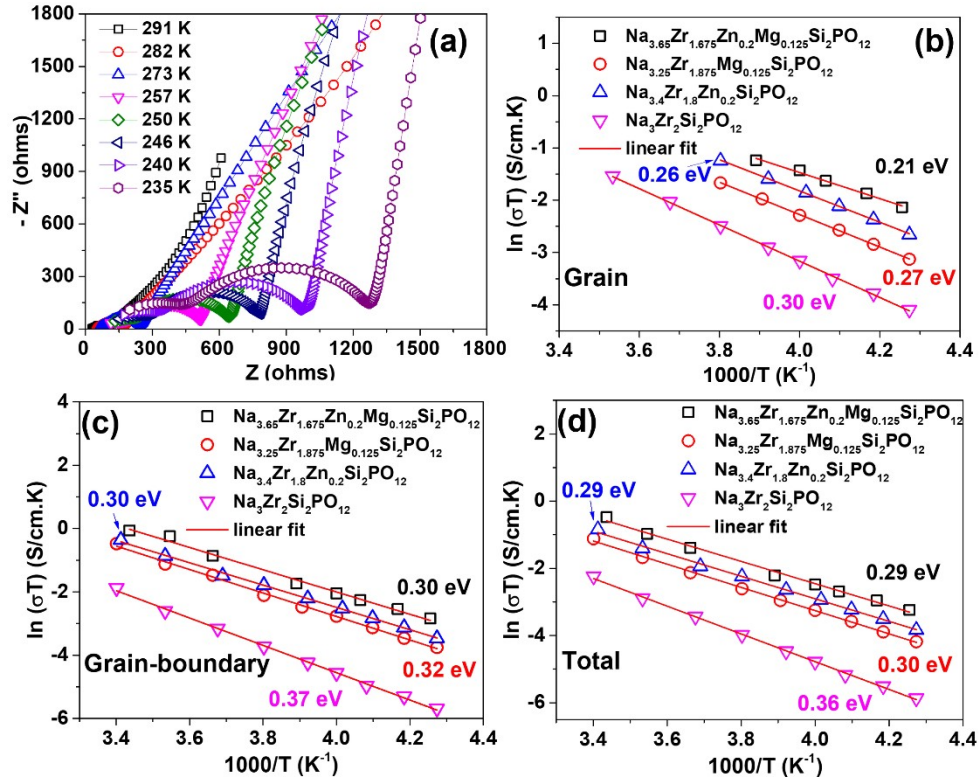 (a)
291 K
282 K
273 K
257 K
250 K
246 K
240 K
235 K
- Z'' (ohms)
1800
1500
1200
900
600
300
0
0 300 600 900 1200 1500 1800
Z (ohms)
(b)
Na3.65Zr1.675Zn0.2Mg0.125Si2PO12
Na3.25Zr1.875Mg0.125Si2PO12
Na3.4Zr1.8Zn0.2Si2PO12
Na3Zr2Si2PO12
linear fit
0.21 eV
0.26 eV
0.27 eV
0.30 eV
Grain
ln (σT) (S/cm.K)
1
0
-1
-2
-3
-4
3.4 3.6 3.8 4.0 4.2 4.4
1000/T (K-1)
(c)
Na3.65Zr1.675Zn0.2Mg0.125Si2PO12
Na3.25Zr1.875Mg0.125Si2PO12
Na3.4Zr1.8Zn0.2Si2PO12
Na3Zr2Si2PO12
linear fit
0.30 eV
0.30 eV
0.32 eV
0.37 eV
Grain-boundary
ln (σT) (S/cm.K)
4
2
0
-2
-4
-6
3.4 3.6 3.8 4.0 4.2 4.4
1000/T (K-1)
(d)
Na3.65Zr1.675Zn0.2Mg0.125Si2PO12
Na3.25Zr1.875Mg0.125Si2PO12
Na3.4Zr1.8Zn0.2Si2PO12
Na3Zr2Si2PO12
linear fit
0.29 eV
0.29 eV
0.30 eV
0.36 eV
Total
ln (σT) (S/cm.K)
2
0
-2
-4
-6
3.4 3.6 3.8 4.0 4.2 4.4
1000/T (K-1)